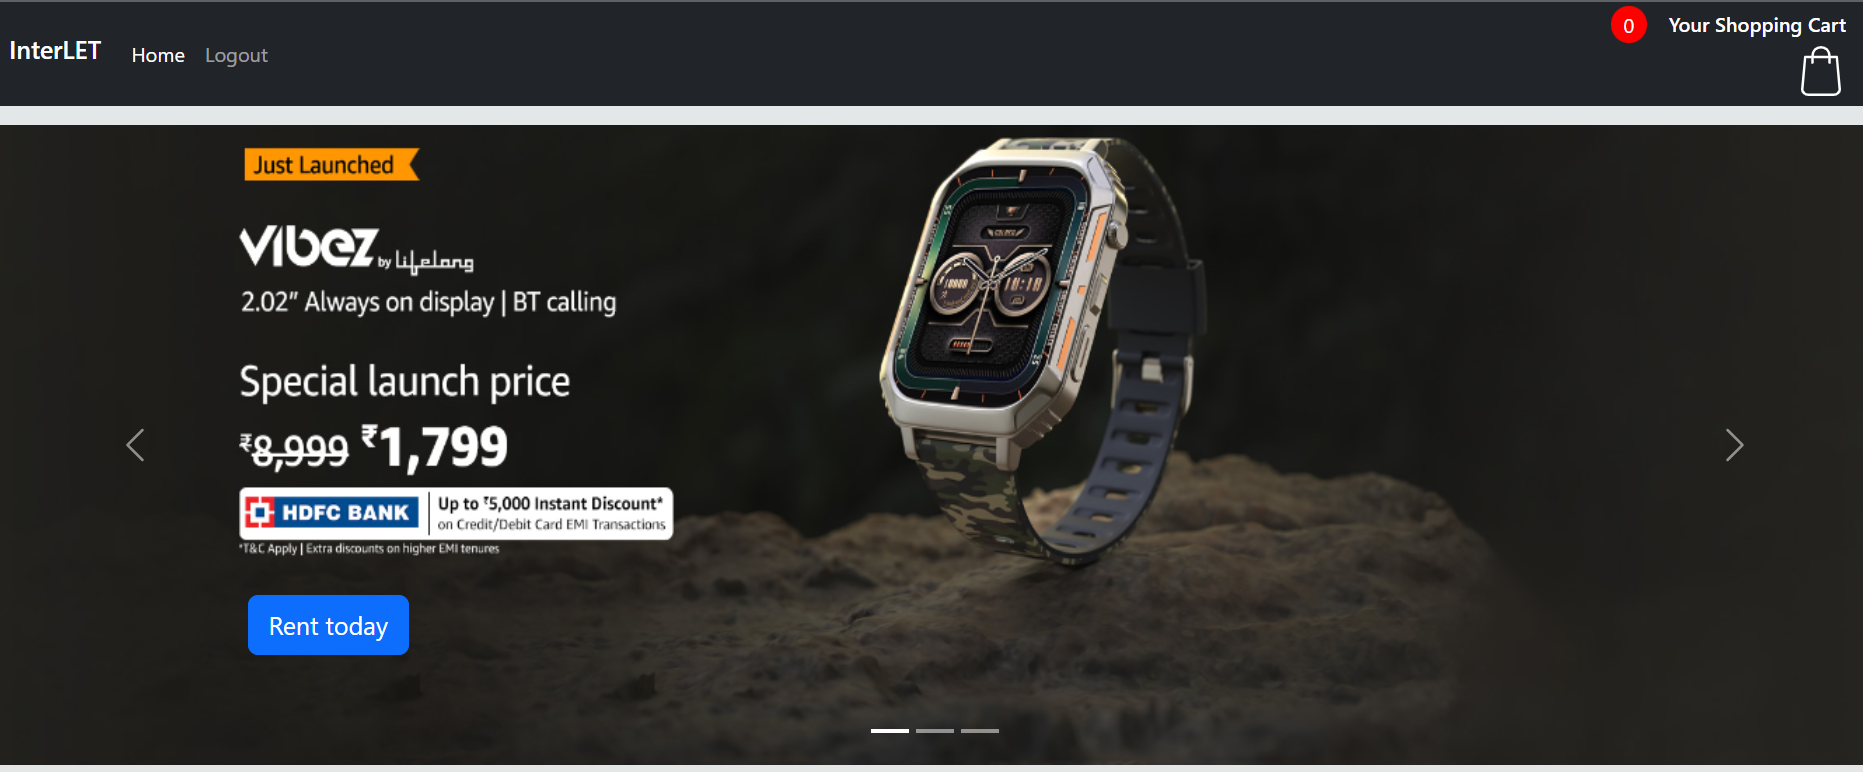 InterLET
Home
Logout
0
Your Shopping Cart
Just Launched
vibez by Lifelong
2.02” Always on display | BT calling
Special launch price
₹8,999 ₹1,799
HDFC BANK
Up to ₹5,000 Instant Discount*
on Credit/Debit Card EMI Transactions
*T&C Apply | Extra discounts on higher EMI tenures
Rent today